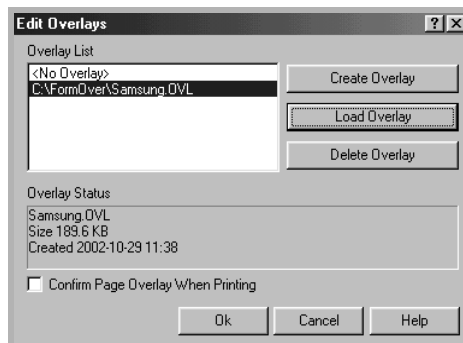 Edit Overlays
Overlay List
<No Overlay>
C:\FormOver\Samsung.OVL
Create Overlay
Load Overlay
Delete Overlay
Overlay Status
Samsung.OVL
Size 189.6 KB
Created 2002-10-29 11:38
Confirm Page Overlay When Printing
Ok
Cancel
Help